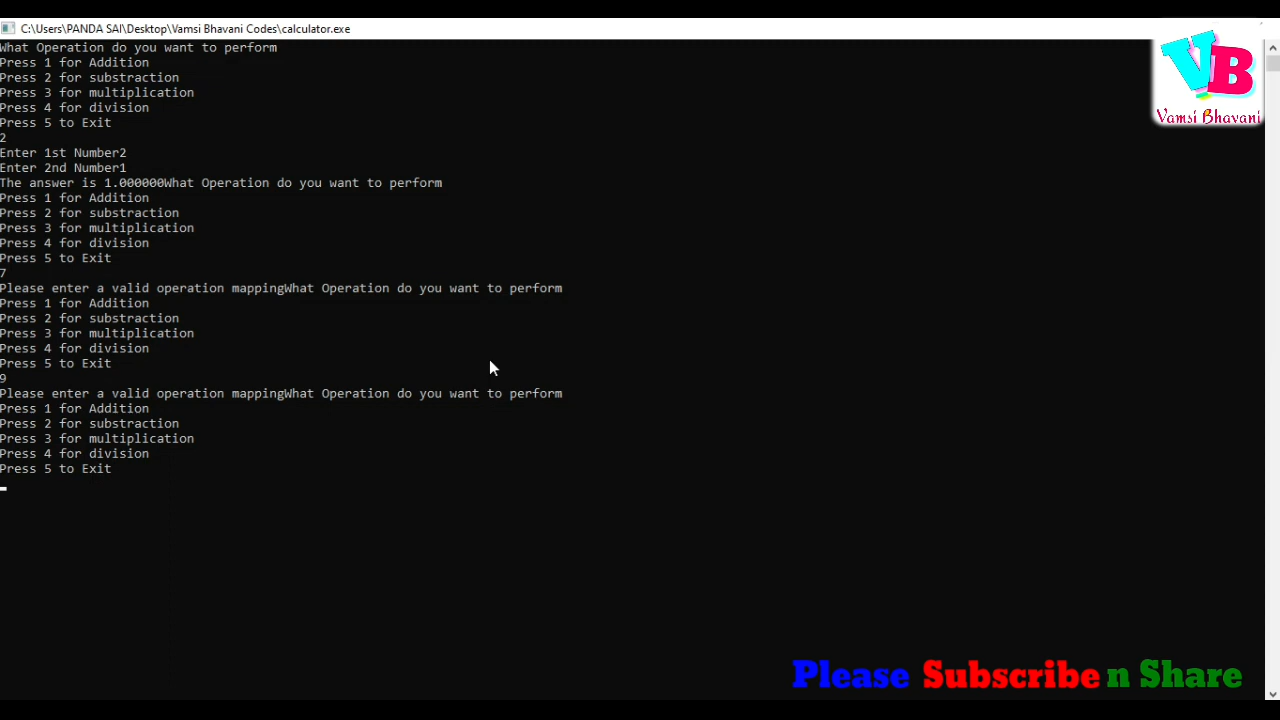 C:\Users\PANDA SAI\Desktop\Vamsi Bhavani Codes\calculator.exe
What Operation do you want to perform
Press 1 for Addition
Press 2 for substraction
Press 3 for multiplication
Press 4 for division
Press 5 to Exit
2
Enter 1st Number2
Enter 2nd Number1
The answer is 1.000000What Operation do you want to perform
Press 1 for Addition
Press 2 for substraction
Press 3 for multiplication
Press 4 for division
Press 5 to Exit
7
Please enter a valid operation mappingWhat Operation do you want to perform
Press 1 for Addition
Press 2 for substraction
Press 3 for multiplication
Press 4 for division
Press 5 to Exit
9
Please enter a valid operation mappingWhat Operation do you want to perform
Press 1 for Addition
Press 2 for substraction
Press 3 for multiplication
Press 4 for division
Press 5 to Exit
VB
Vamsi Bhavani
Please Subscribe n Share